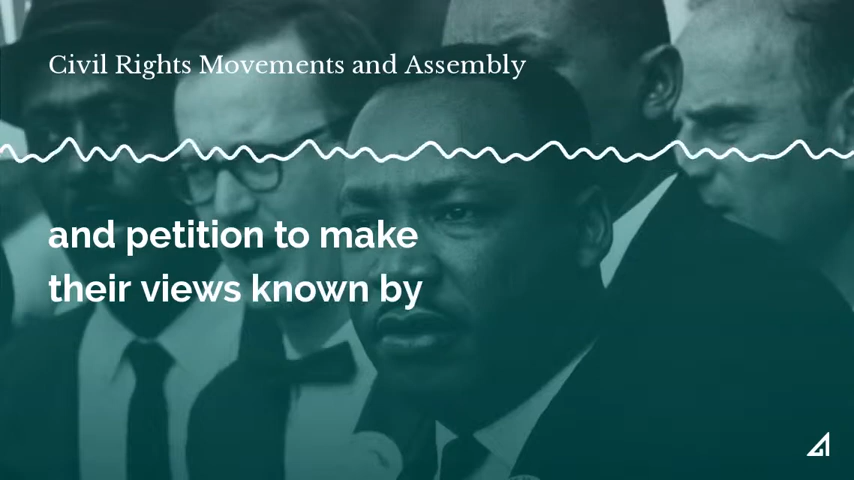 Civil Rights Movements and Assembly
and petition to make
their views known by